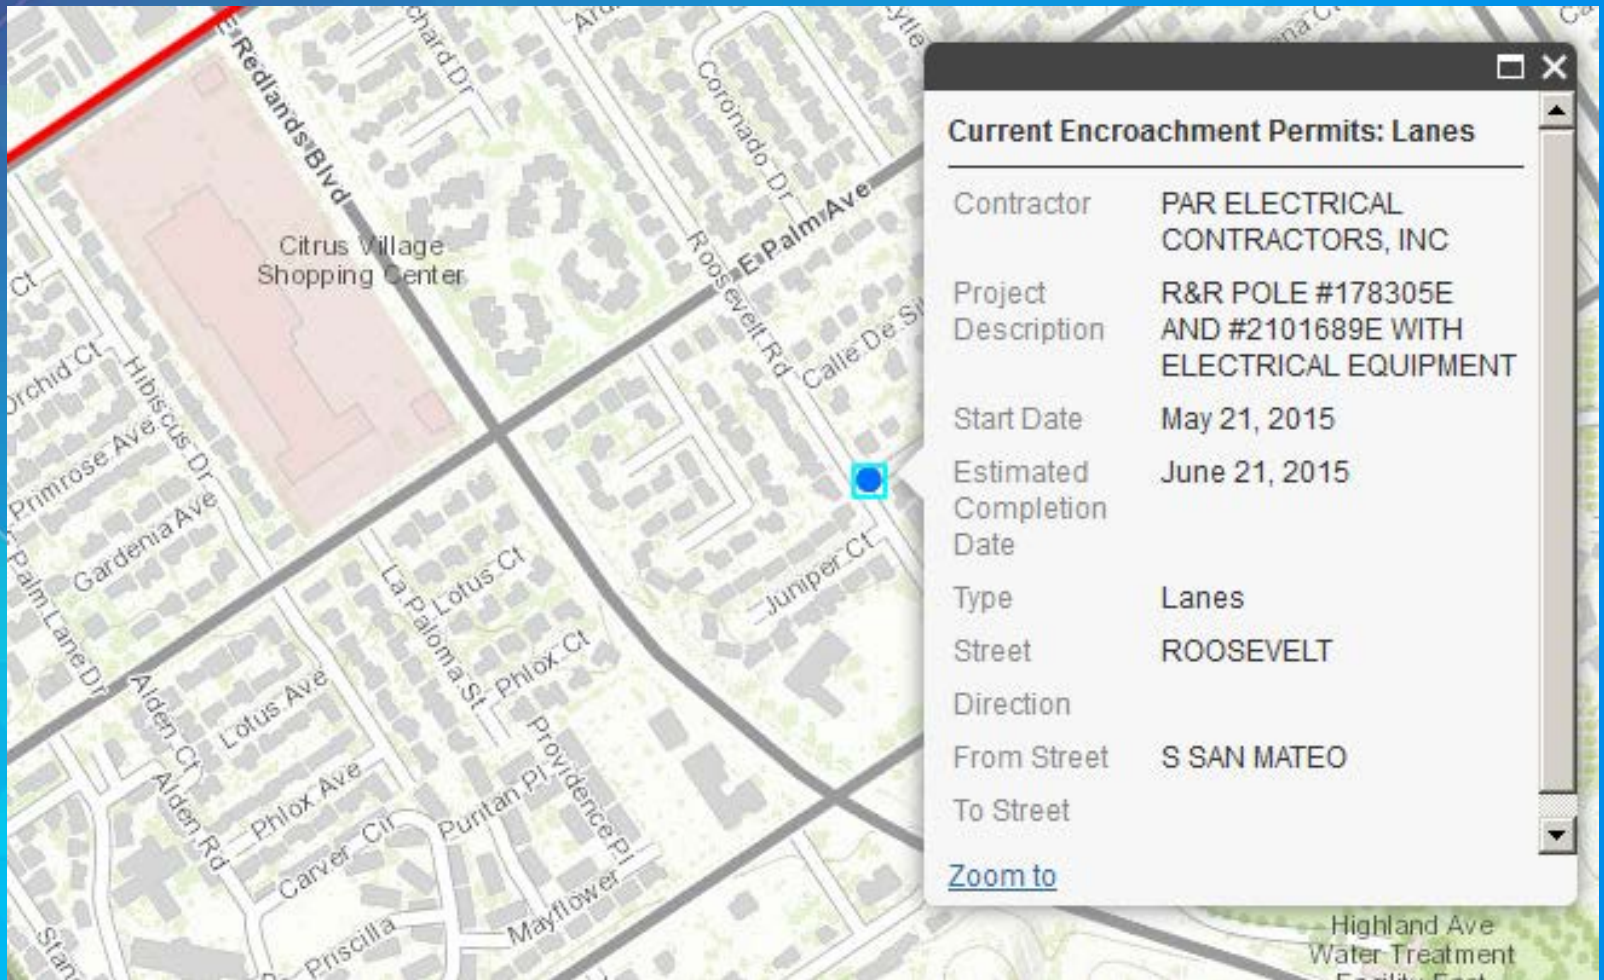 E Redlands Blvd
chard Dr
Coronado Dr
Citrus Village
Shopping Center
E Palm Ave
Roosevelt Rd
Calle De Sil
Ct
Orchid Ct
Hibiscus Dr
Primrose Ave
Gardenia Ave
Palm Lane Dr
La Paloma St
Lotus Ct
Juniper Ct
Phlox Ct
Alden Ct
Lotus Ave
Providence Pl
Puritan Pl
Alden Rd
Phlox Ave
Carver Cir
Mayflower
Priscilla
Stan
Current Encroachment Permits: Lanes
Contractor PAR ELECTRICAL
CONTRACTORS, INC
Project R&R POLE #178305E
Description AND #2101689E WITH
ELECTRICAL EQUIPMENT
Start Date May 21, 2015
Estimated June 21, 2015
Completion
Date
Type Lanes
Street ROOSEVELT
Direction
From Street S SAN MATEO
To Street
Zoom to
Highland Ave
Water Treatment